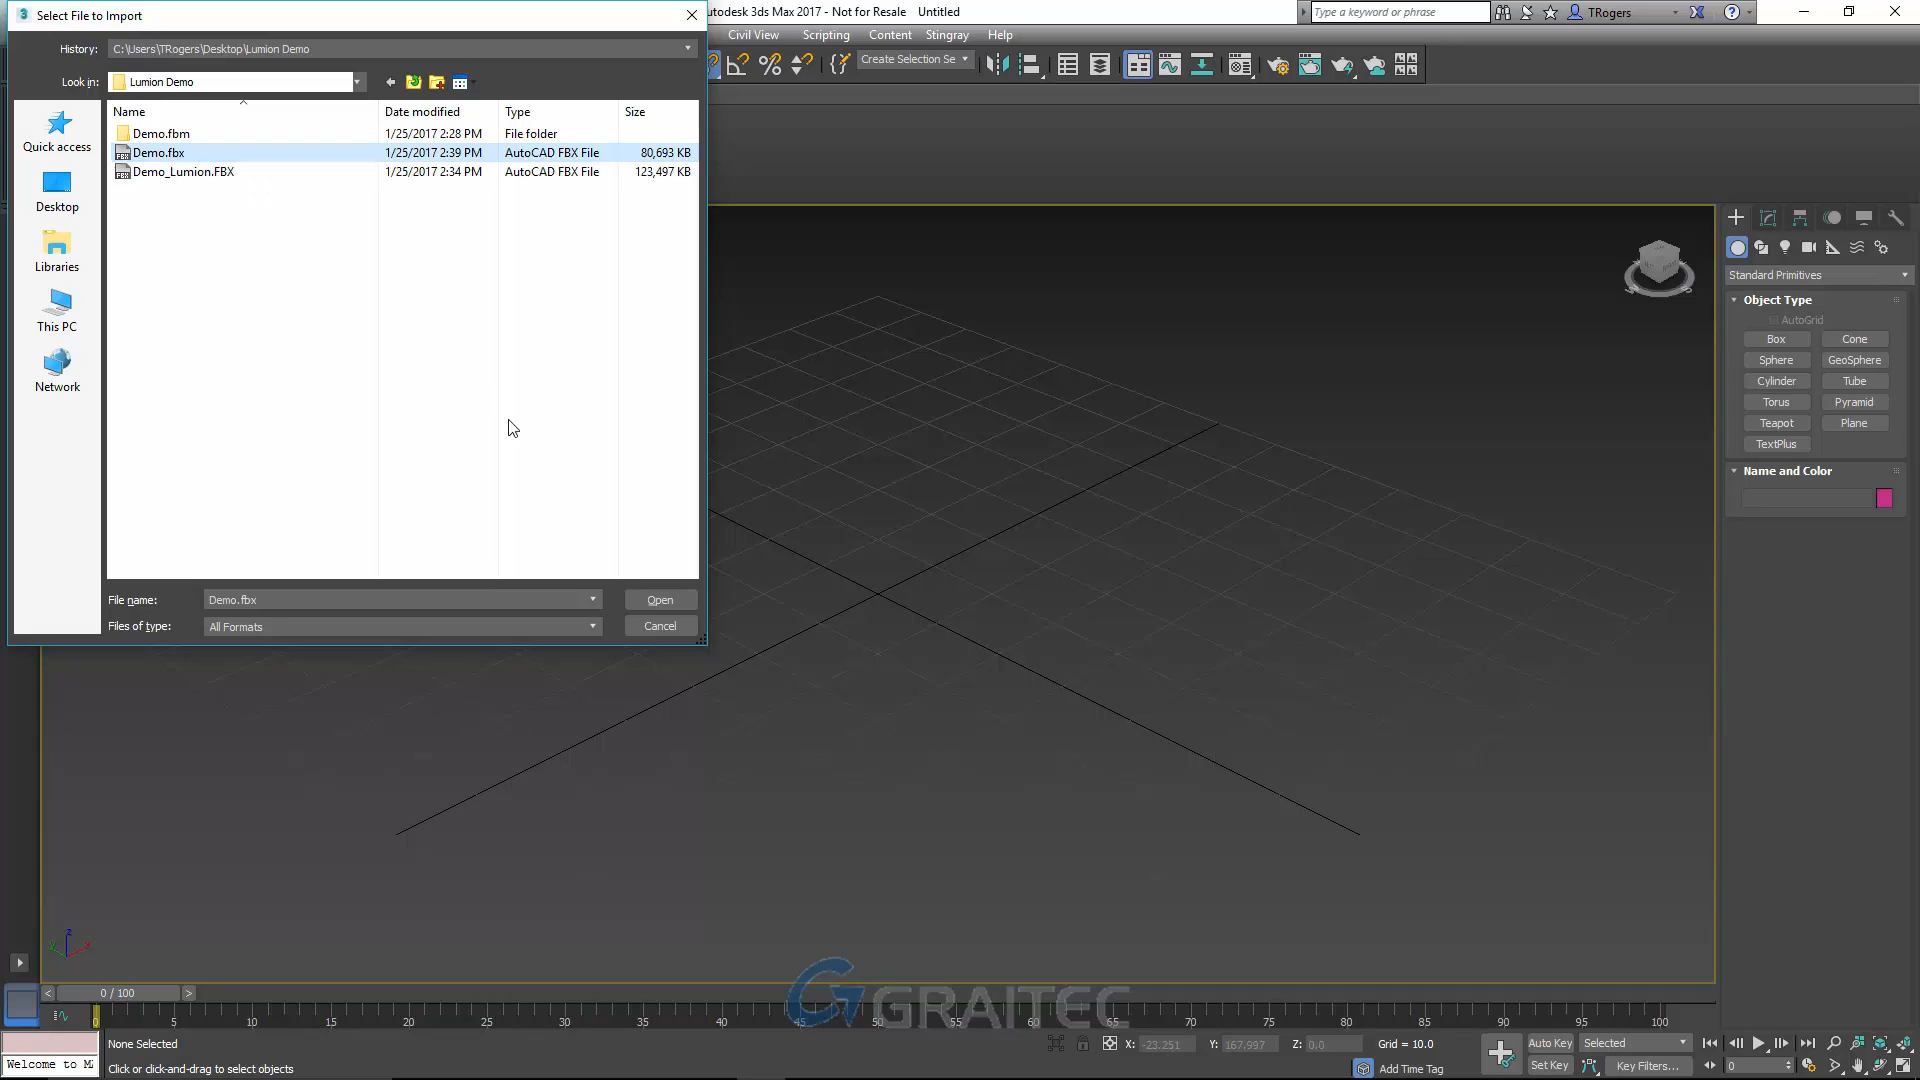 Select File to Import
utodesk 3ds Max 2017 - Not for Resale Untitled
Type a keyword or phrase
TRogers
History: C:\Users\TRogers\Desktop\Lumion Demo
Civil View Scripting Content Stingray Help
Create Selection Se
Look in: Lumion Demo
Name Date modified Type Size
Demo.fbm 1/25/2017 2:28 PM File folder
Demo.fbx 1/25/2017 2:39 PM AutoCAD FBX File 80,693 KB
Demo_Lumion.FBX 1/25/2017 2:34 PM AutoCAD FBX File 123,497 KB
Quick access
Desktop
Libraries
This PC
Network
File name: Demo.fbx Open
Files of type: All Formats Cancel
Standard Primitives
Object Type
AutoGrid
Box Cone
Sphere GeoSphere
Cylinder Tube
Torus Pyramid
Teapot Plane
TextPlus
Name and Color
z
y x
< 0 / 100 >
GRAITEC
0 5 10 15 20 25 30 35 40 45 50 55 60 65 70 75 80 85 90 95 100
None Selected X: -23.251 Y: 167.997 Z: 0.0 Grid = 10.0 Auto Key Selected
Welcome to M
Click or click-and-drag to select objects Add Time Tag Set Key Key Filters... 0